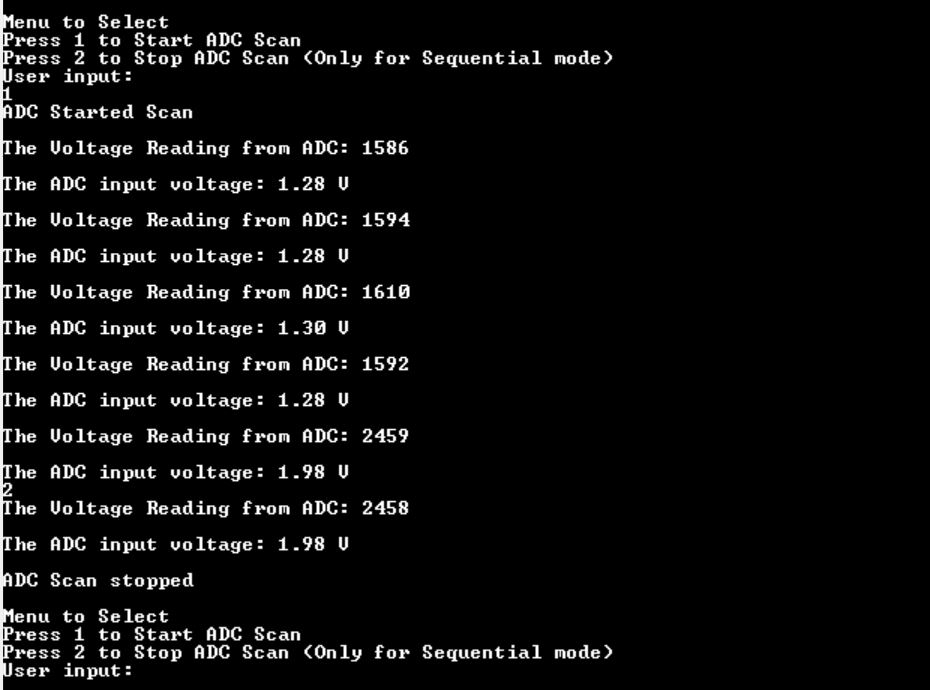 Menu to Select
Press 1 to Start ADC Scan
Press 2 to Stop ADC Scan (Only for Sequential mode)
User input:
1
ADC Started Scan
The Voltage Reading from ADC: 1586
The ADC input voltage: 1.28 V
The Voltage Reading from ADC: 1594
The ADC input voltage: 1.28 V
The Voltage Reading from ADC: 1610
The ADC input voltage: 1.30 V
The Voltage Reading from ADC: 1592
The ADC input voltage: 1.28 V
The Voltage Reading from ADC: 2459
The ADC input voltage: 1.98 V
2
The Voltage Reading from ADC: 2458
The ADC input voltage: 1.98 V
ADC Scan stopped
Menu to Select
Press 1 to Start ADC Scan
Press 2 to Stop ADC Scan (Only for Sequential mode)
User input: